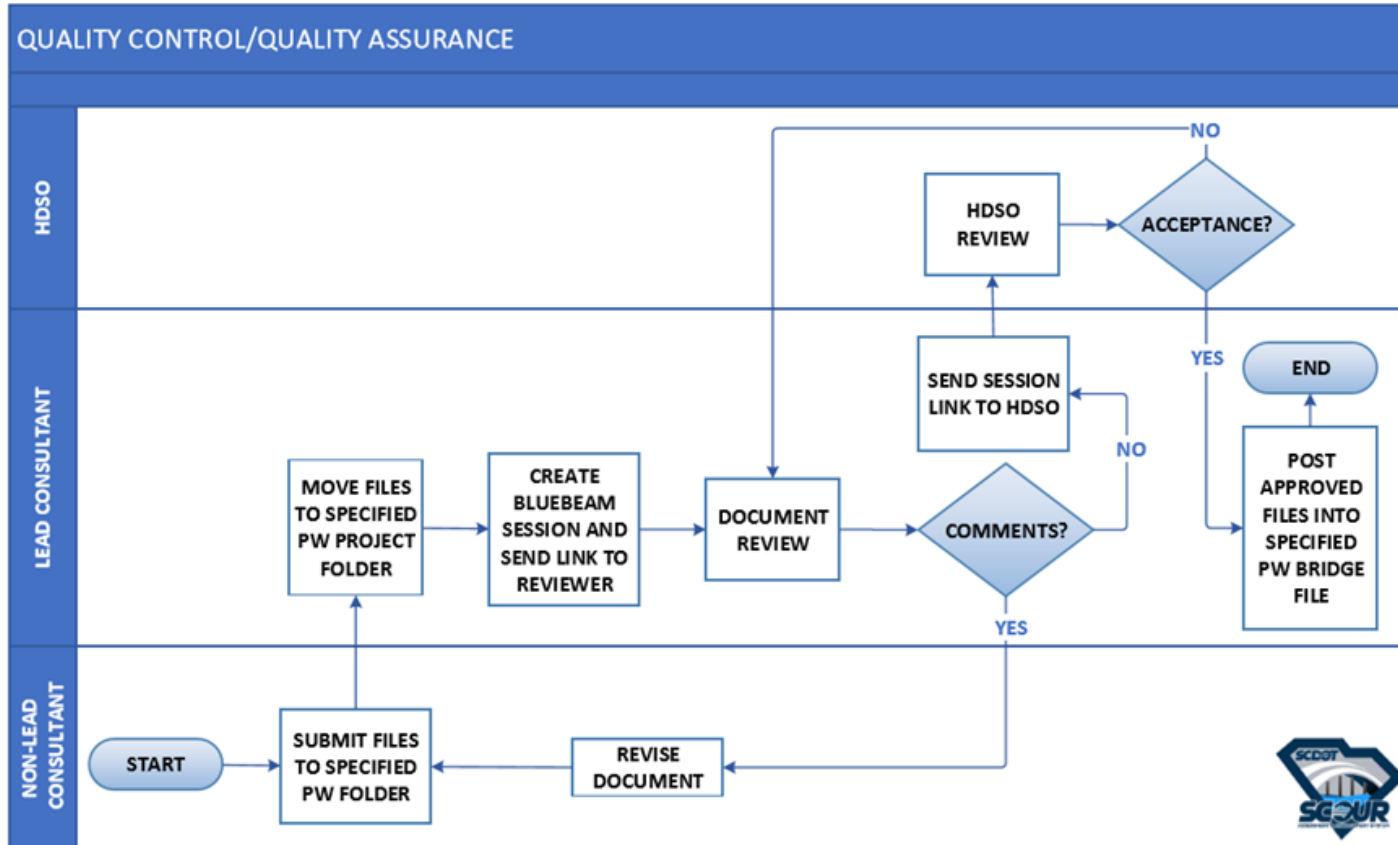 QUALITY CONTROL/QUALITY ASSURANCE
HDSO
NO
HDSO
REVIEW
ACCEPTANCE?
LEAD CONSULTANT
SEND SESSION
LINK TO HDSO
YES
END
NO
MOVE FILES
TO SPECIFIED
PW PROJECT
FOLDER
CREATE
BLUEBEAM
SESSION AND
SEND LINK TO
REVIEWER
DOCUMENT
REVIEW
COMMENTS?
POST
APPROVED
FILES INTO
SPECIFIED
PW BRIDGE
FILE
YES
NON-LEAD
CONSULTANT
START
SUBMIT FILES
TO SPECIFIED
PW FOLDER
REVISE
DOCUMENT
SCDOT
SCOUR